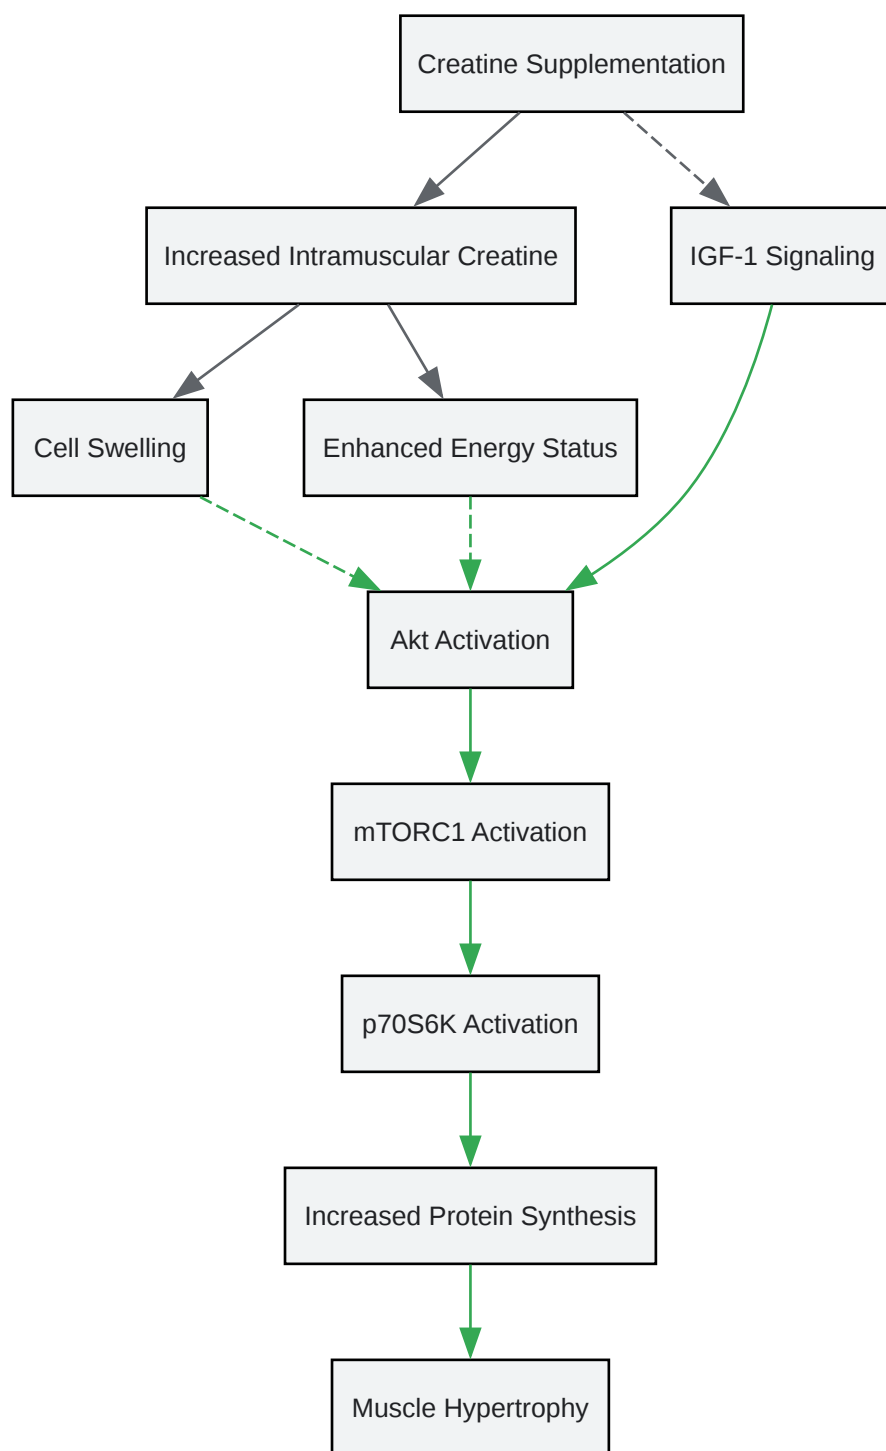 Creatine Supplementation
Increased Intramuscular Creatine
IGF-1 Signaling
Cell Swelling
Enhanced Energy Status
Akt Activation
mTORC1 Activation
p70S6K Activation
Increased Protein Synthesis
Muscle Hypertrophy